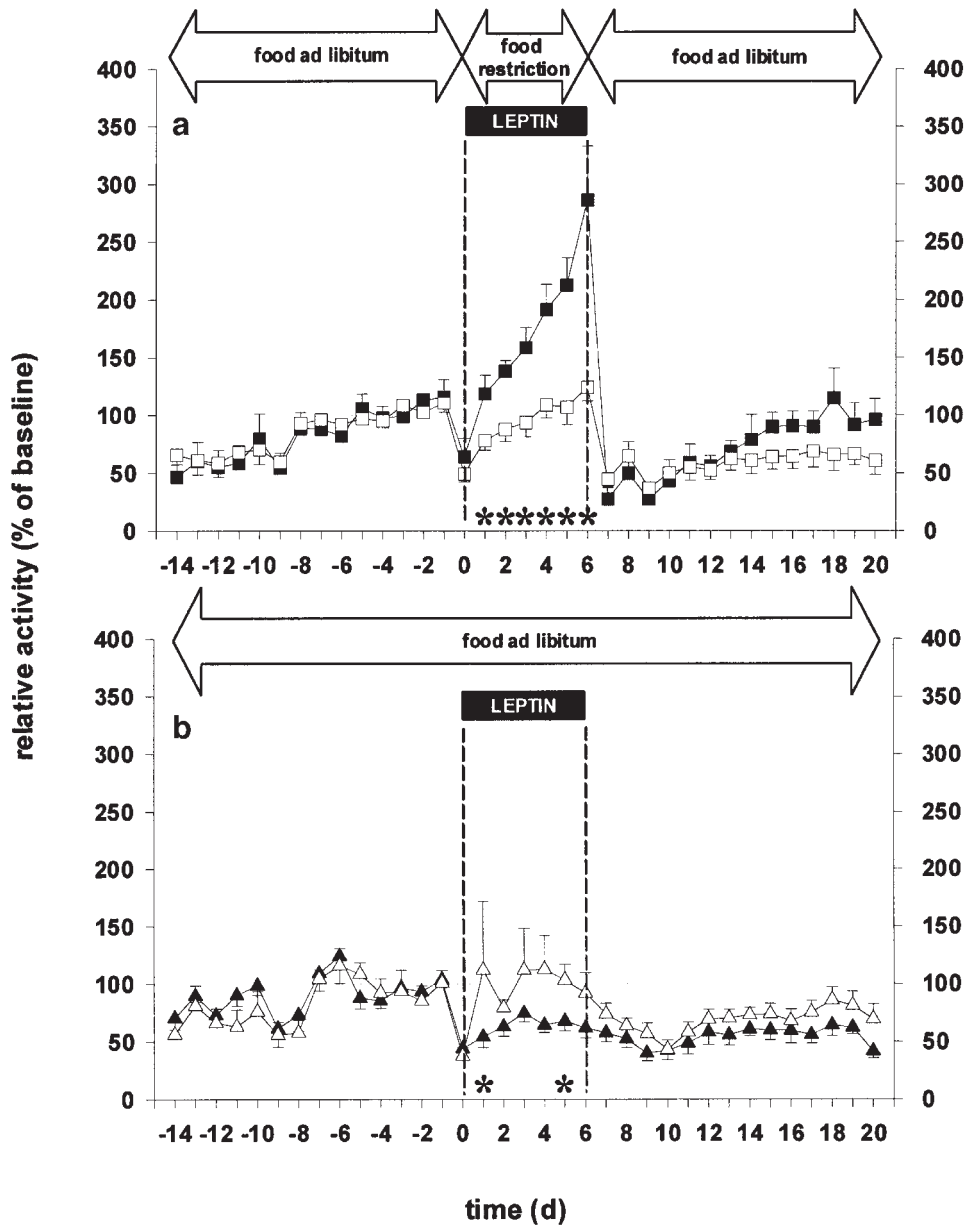 food ad libitum
food
restriction
food ad libitum
400 400
a
LEPTIN
350 350
300 300
250 250
200 200
150 150
100 100
50 50
0 ****** 0
-14 -12 -10 -8 -6 -4 -2 0 2 4 6 8 10 12 14 16 18 20
relative activity (% of baseline)
food ad libitum
400 400
350 LEPTIN 350
b
300 300
250 250
200 200
150 150
100 100
50 50
* *
0 0
-14 -12 -10 -8 -6 -4 -2 0 2 4 6 8 10 12 14 16 18 20
time (d)